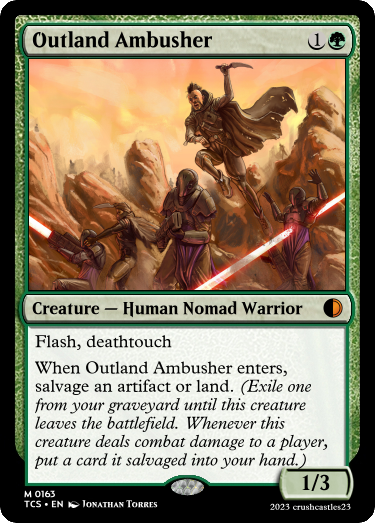 Outland Ambusher 1
Creature — Human Nomad Warrior
Flash, deathtouch
When Outland Ambusher enters,
salvage an artifact or land. (Exile one
from your graveyard until this creature
leaves the battlefield. Whenever this
creature deals combat damage to a player,
put a card it salvaged into your hand.)
1/3
M 0163
TCS • EN Jonathan Torres
2023 crushcastles23